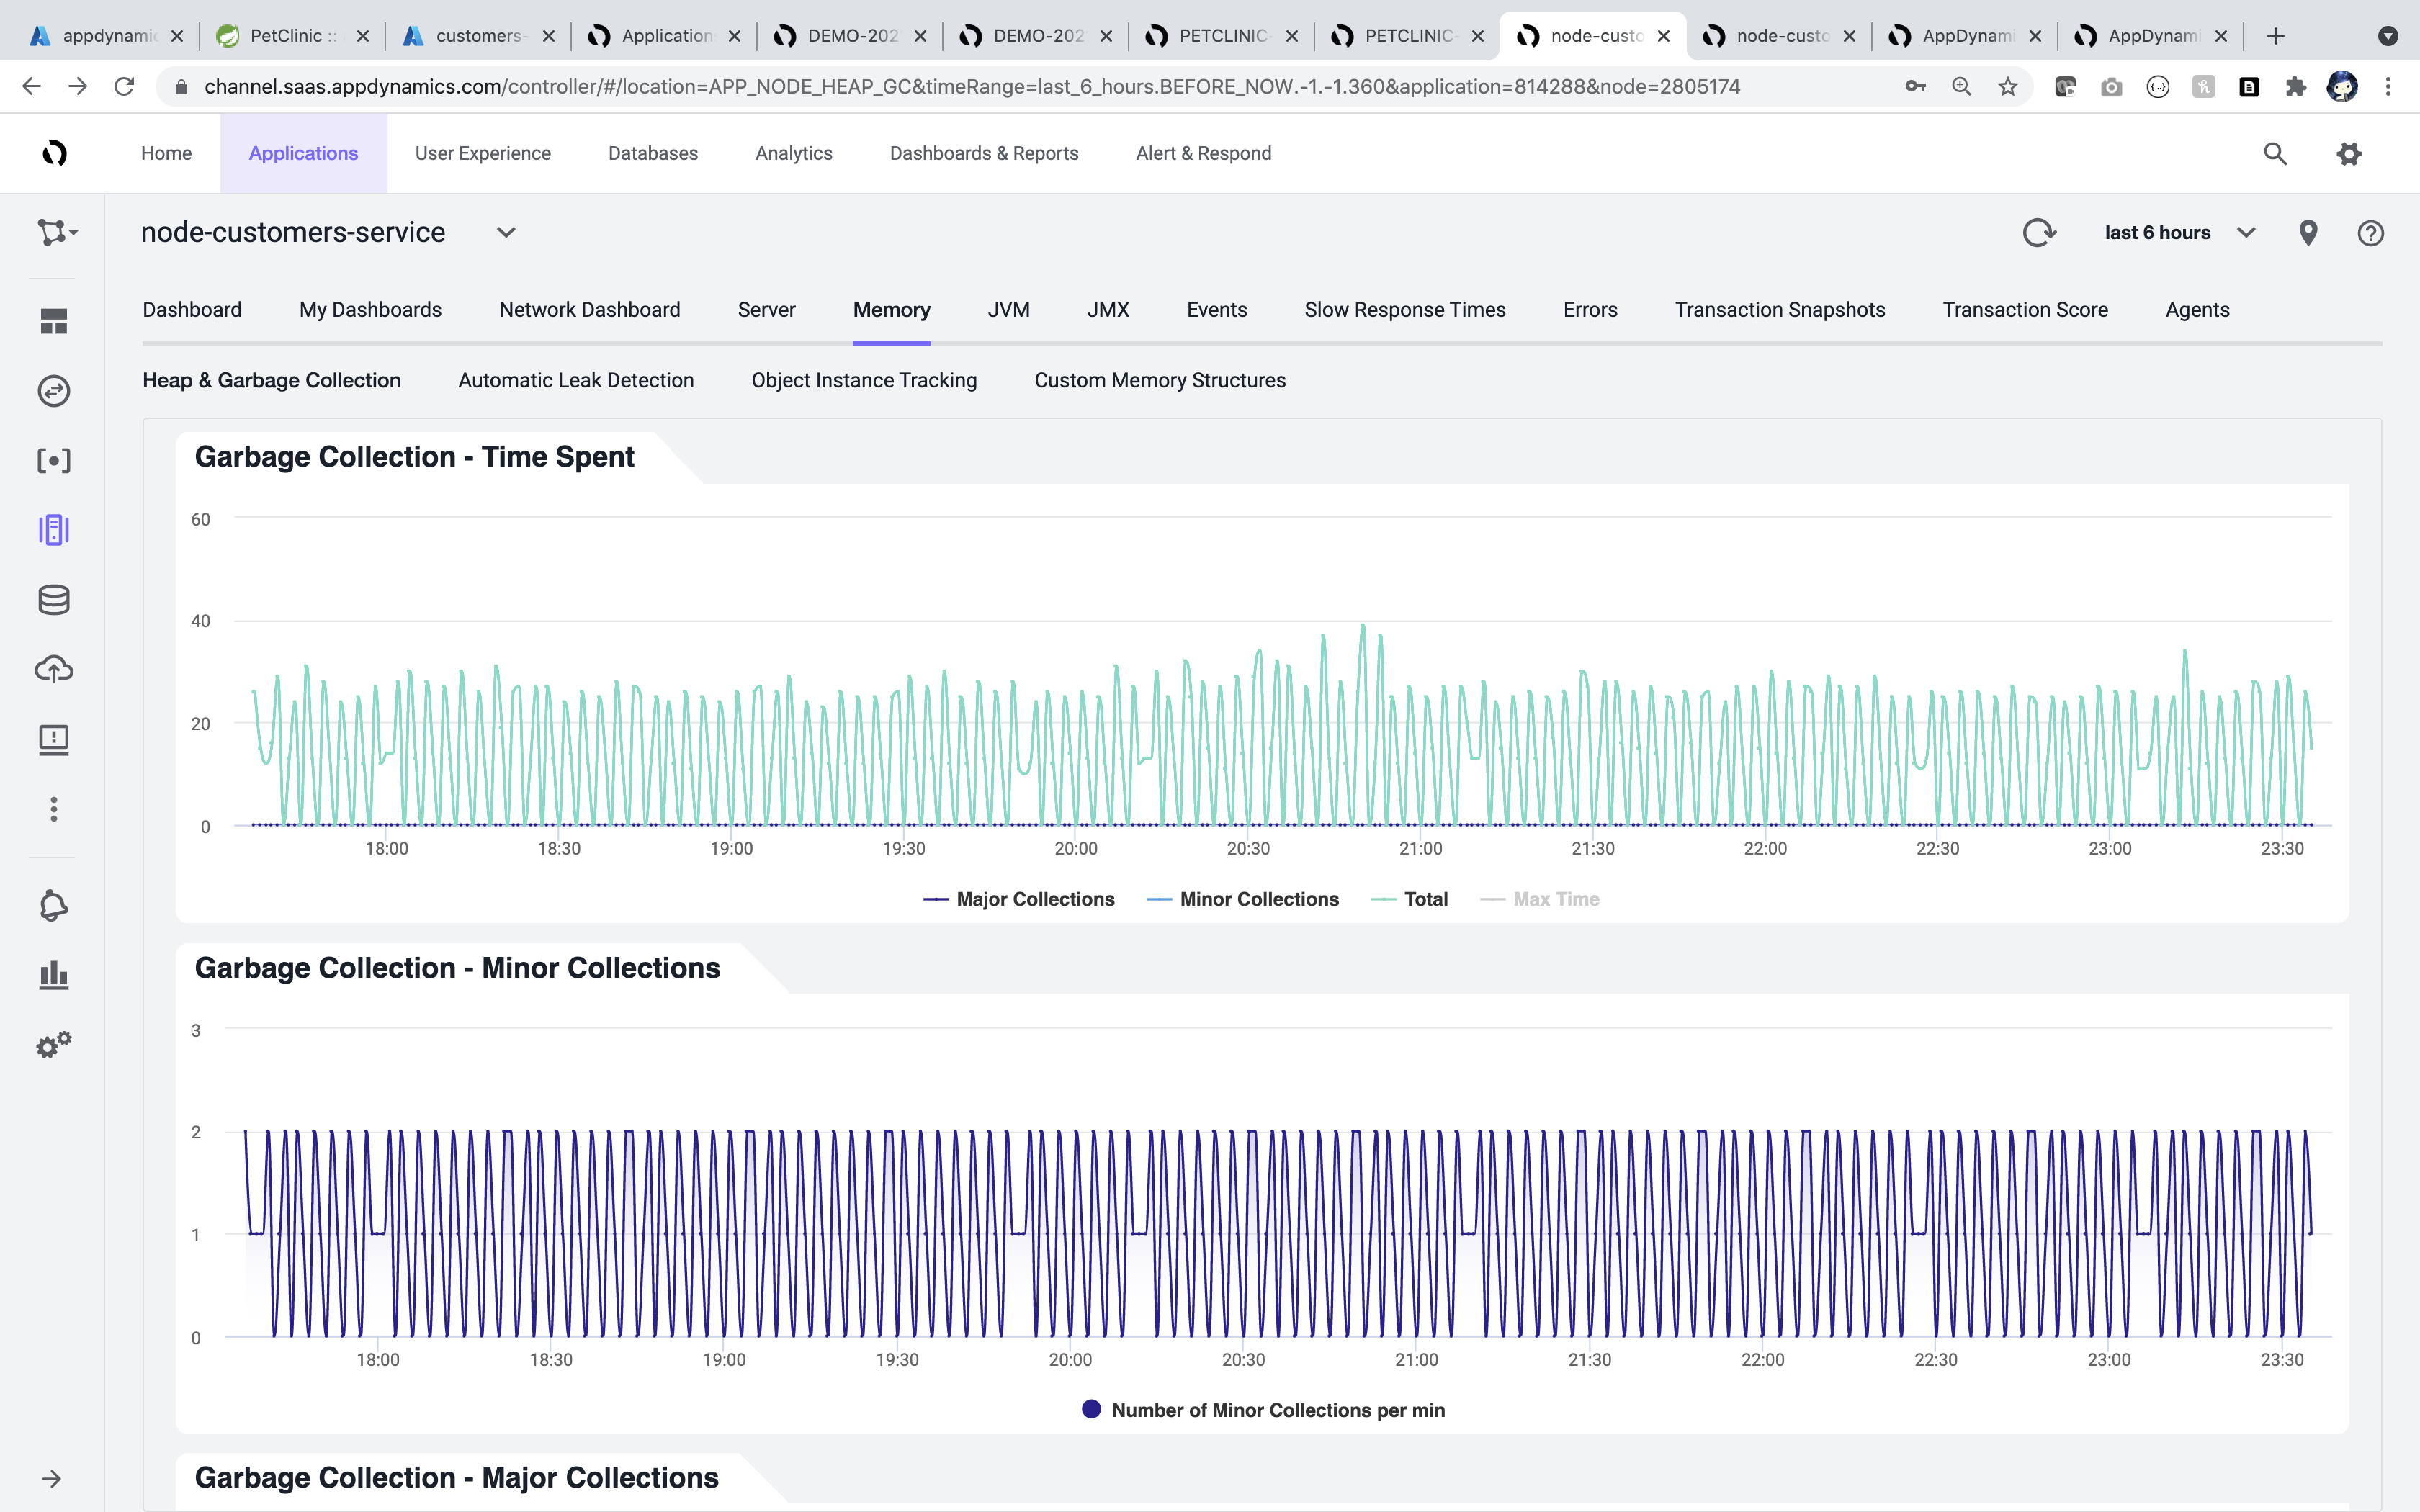 appdynamic
PetClinic ::
customers-
Application
DEMO-202
DEMO-202
PETCLINIC-
PETCLINIC-
node-custo
node-custo
AppDynami
AppDynami
channel.saas.appdynamics.com/controller/#/location=APP_NODE_HEAP_GC&timeRange=last_6_hours.BEFORE_NOW.-1.-1.360&application=814288&node=2805174
Home Applications User Experience Databases Analytics Dashboards & Reports Alert & Respond
node-customers-service
last 6 hours
Dashboard My Dashboards Network Dashboard Server Memory JVM JMX Events Slow Response Times Errors Transaction Snapshots Transaction Score Agents
Heap & Garbage Collection Automatic Leak Detection Object Instance Tracking Custom Memory Structures
Garbage Collection - Time Spent
60
40
20
0
18:00 18:30 19:00 19:30 20:00 20:30 21:00 21:30 22:00 22:30 23:00 23:30
Major Collections Minor Collections Total Max Time
Garbage Collection - Minor Collections
3
2
1
0
18:00 18:30 19:00 19:30 20:00 20:30 21:00 21:30 22:00 22:30 23:00 23:30
Number of Minor Collections per min
Garbage Collection - Major Collections